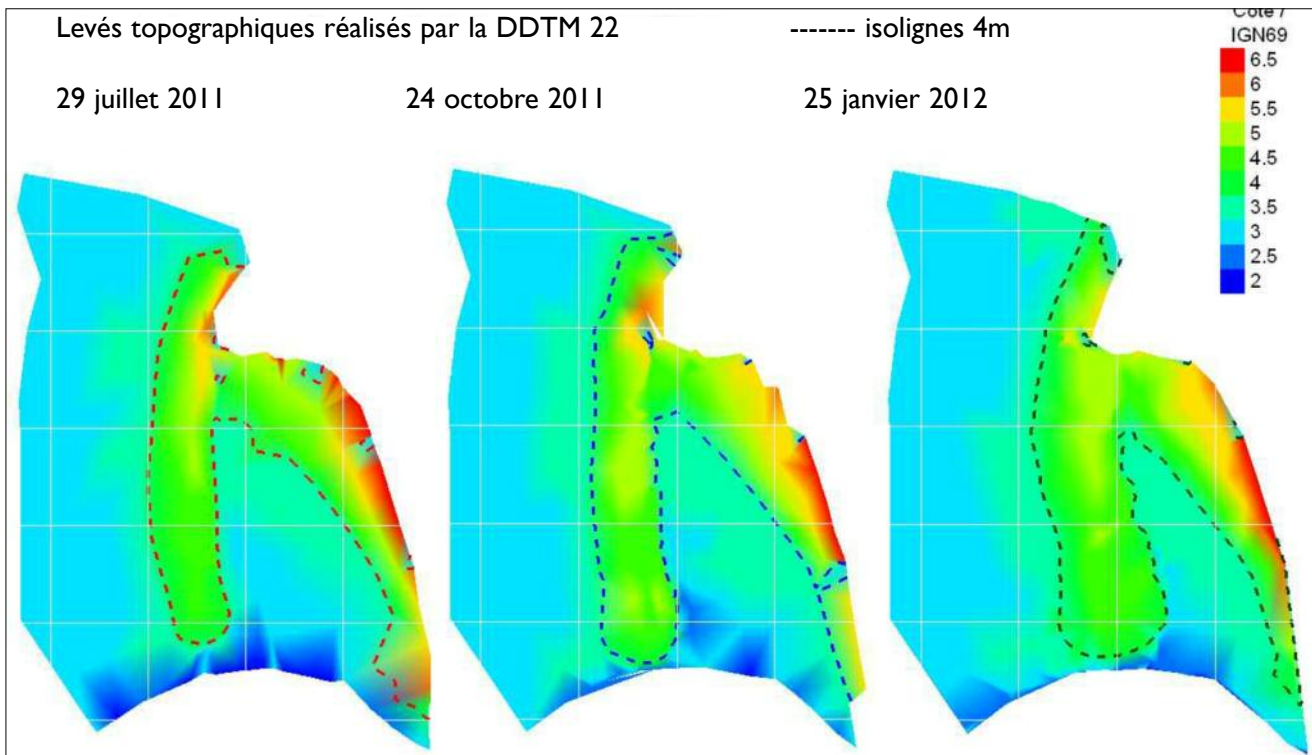 Levés topographiques réalisés par la DDTM 22
------- isolignes 4m
29 juillet 2011
24 octobre 2011
25 janvier 2012
Cote /
IGN69
6.5
6
5.5
5
4.5
4
3.5
3
2.5
2